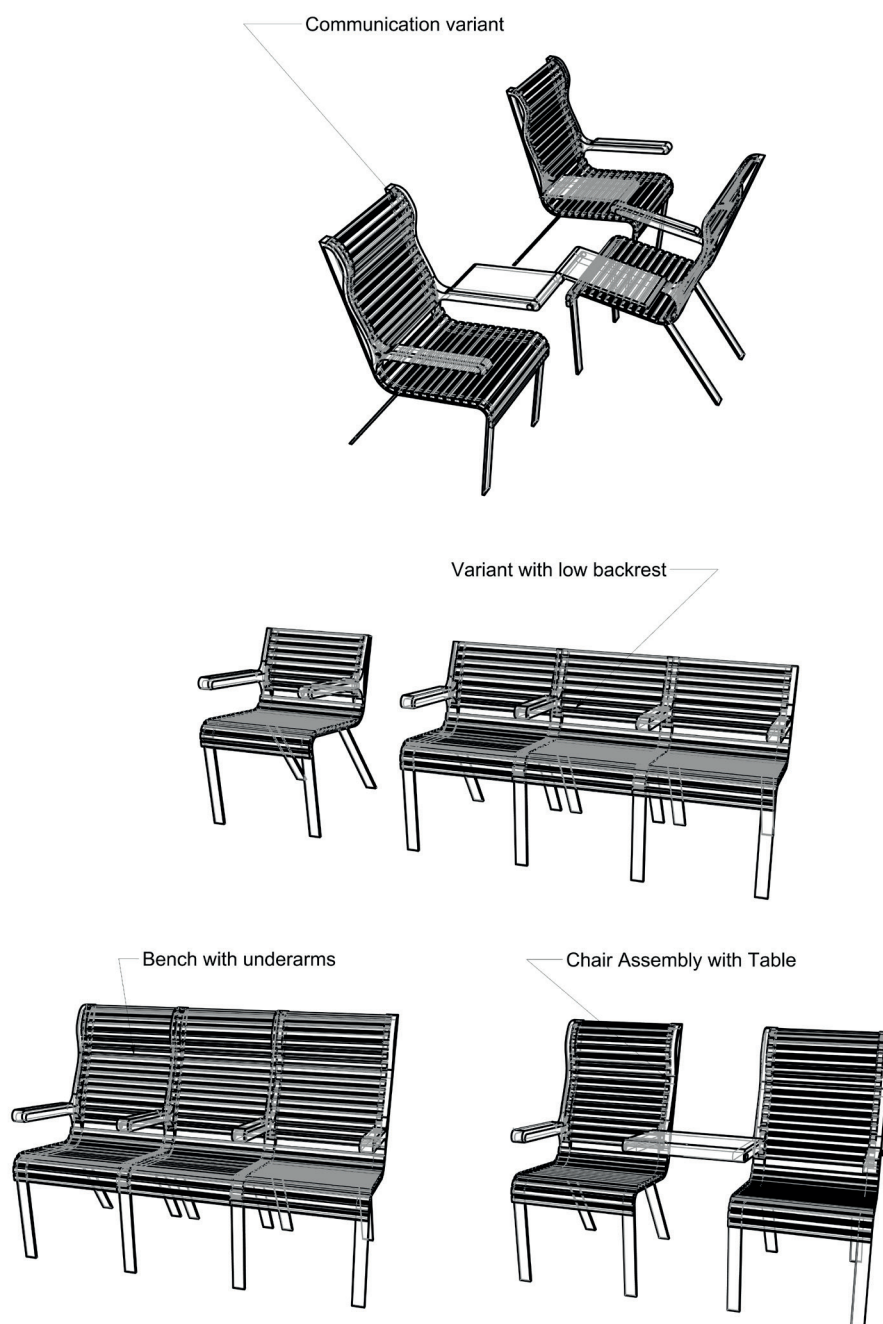 Communication variant
Variant with low backrest
Bench with underarms
Chair Assembly with Table